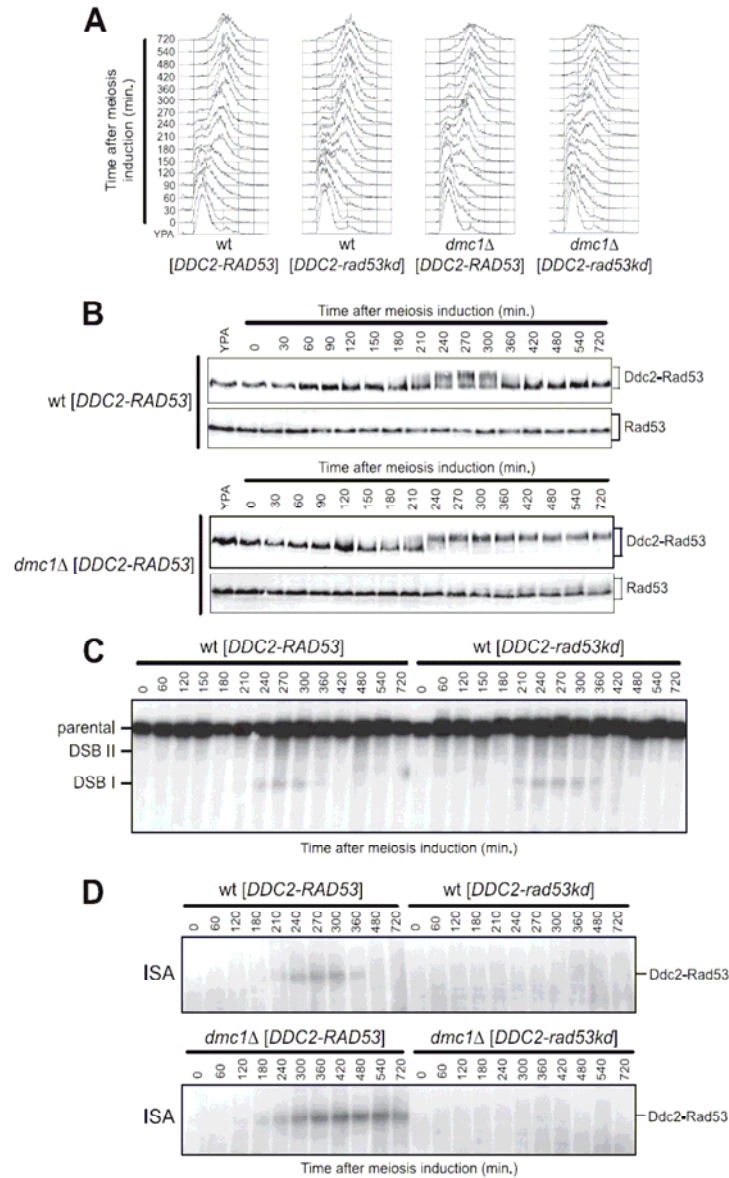 A
Time after meiosis
induction (min.)
720
540
480
420
360
300
270
240
210
180
150
120
90
60
30
0
YPA
wt
[DDC2-RAD53]
wt
[DDC2-rad53kd]
dmc1Δ
[DDC2-RAD53]
dmc1Δ
[DDC2-rad53kd]
B
Time after meiosis induction (min.)
YPA 0 30 60 90 120 150 180 210 240 270 300 360 420 480 540 720
wt [DDC2-RAD53]
Ddc2-Rad53
Rad53
Time after meiosis induction (min.)
YPA 0 30 60 90 120 150 180 210 240 270 300 360 420 480 540 720
dmc1Δ [DDC2-RAD53]
Ddc2-Rad53
Rad53
C
wt [DDC2-RAD53] wt [DDC2-rad53kd]
0 60 120 150 180 210 240 270 300 360 420 480 540 720 0 60 120 150 180 210 240 270 300 360 420 480 540 720
parental
DSB II
DSB I
Time after meiosis induction (min.)
D
wt [DDC2-RAD53] wt [DDC2-rad53kd]
0 60 120 180 210 240 270 300 360 480 720 0 60 120 180 210 240 270 300 360 480 720
ISA
Ddc2-Rad53
dmc1Δ [DDC2-RAD53] dmc1Δ [DDC2-rad53kd]
0 60 120 180 240 300 360 420 480 540 720 0 60 120 180 240 300 360 420 480 540 720
ISA
Ddc2-Rad53
Time after meiosis induction (min.)